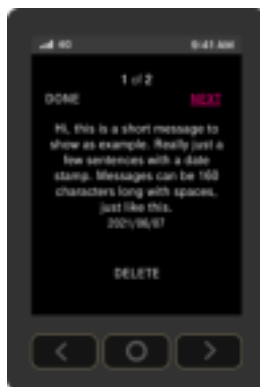 4G 9:41 AM
1 of 2
DONE NEXT
Hi, this is a short message to
show as example. Really just a
few sentences with a date
stamp. Messages can be 160
characters long with spaces,
just like this.
2021/06/07
DELETE